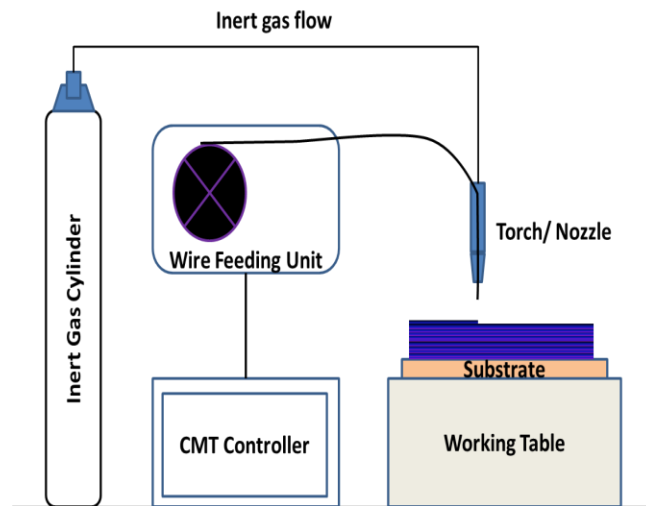 Inert gas flow
Inert Gas Cylinder
Wire Feeding Unit
Torch/ Nozzle
Substrate
CMT Controller
Working Table